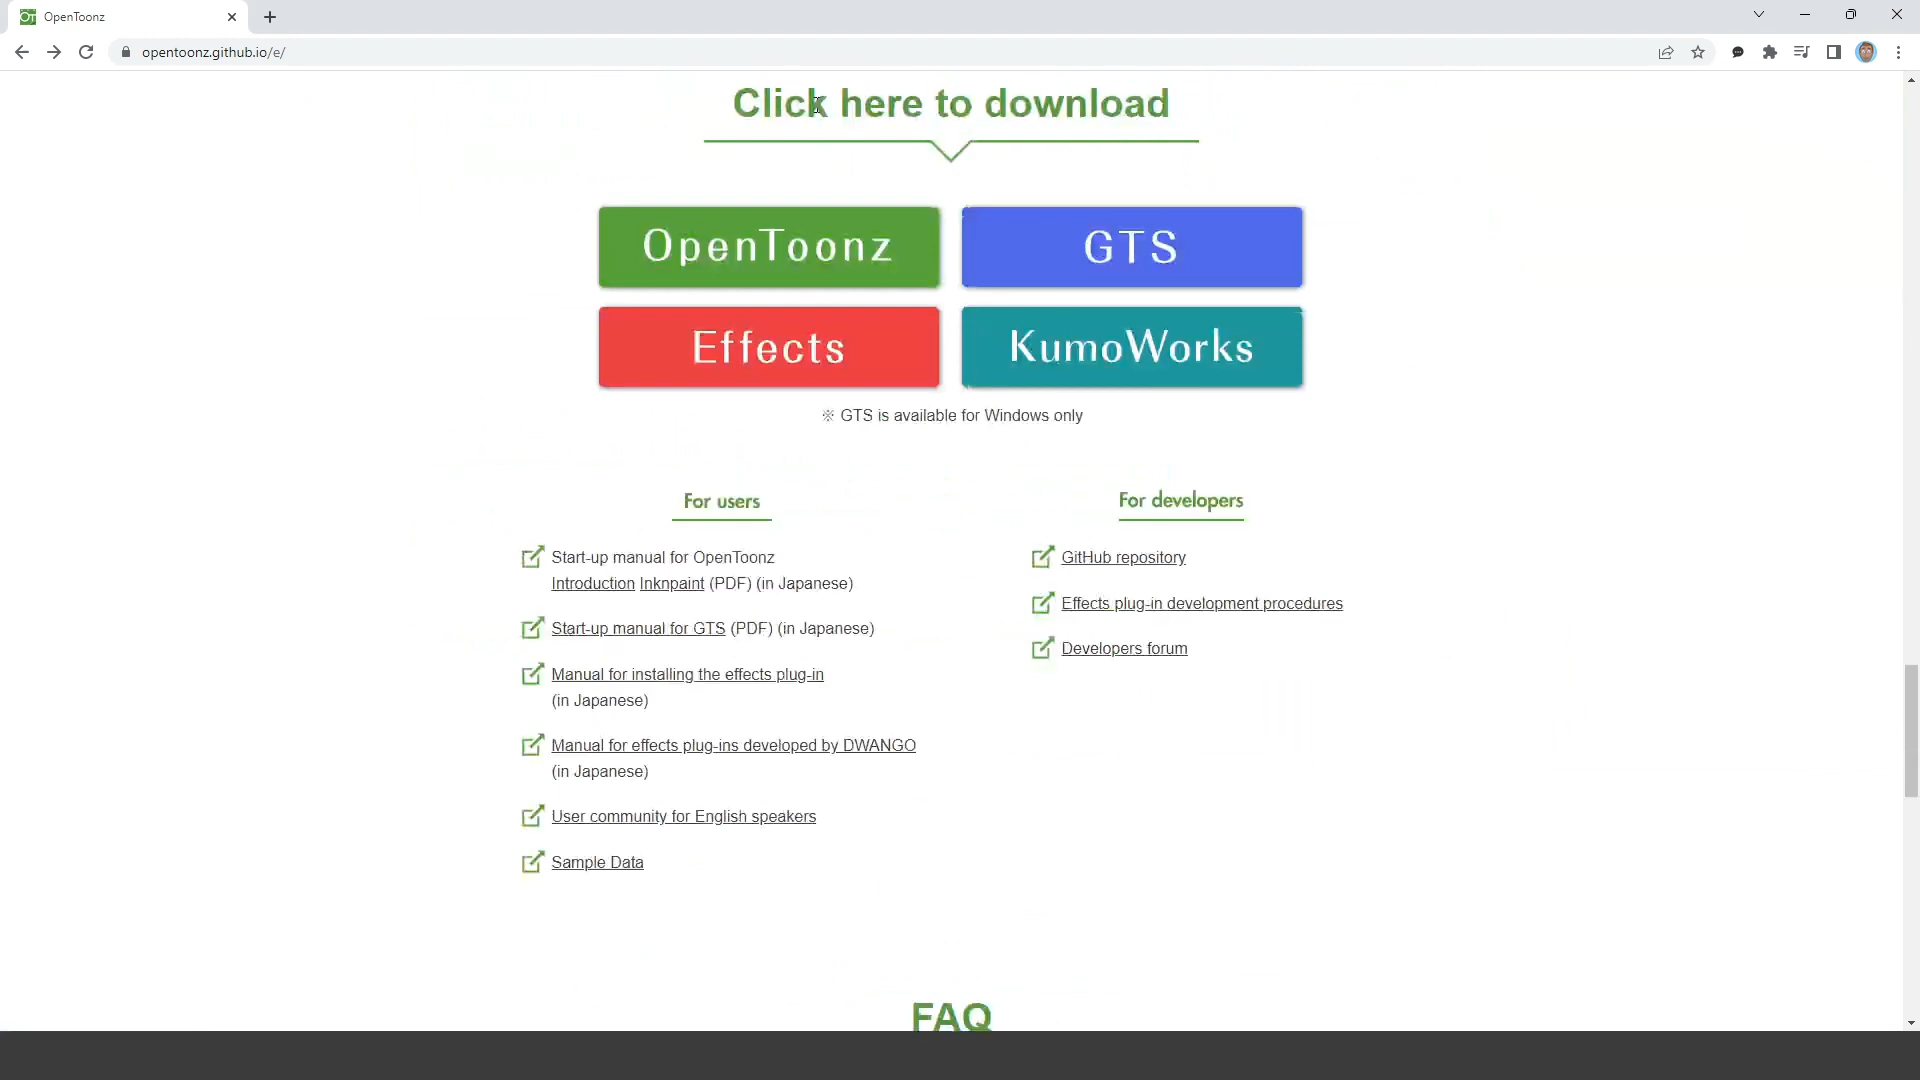 OpenToonz
opentoonz.github.io/e/
Click here to download
OpenToonz
GTS
Effects
KumoWorks
※ GTS is available for Windows only
For users
For developers
Start-up manual for OpenToonz
Introduction Inknpaint (PDF) (in Japanese)
Start-up manual for GTS (PDF) (in Japanese)
Manual for installing the effects plug-in
(in Japanese)
Manual for effects plug-ins developed by DWANGO
(in Japanese)
User community for English speakers
Sample Data
GitHub repository
Effects plug-in development procedures
Developers forum
FAQ